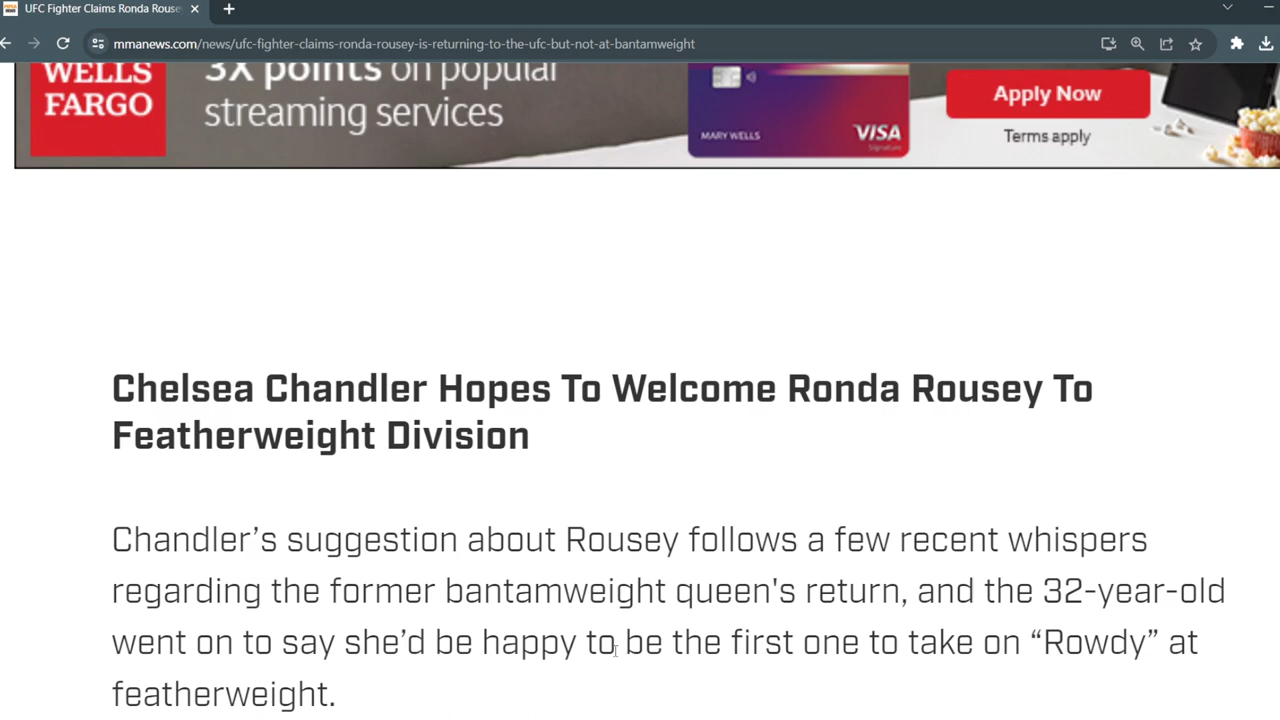 UFC Fighter Claims Ronda Rouse
mmanews.com/news/ufc-fighter-claims-ronda-rousey-is-returning-to-the-ufc-but-not-at-bantamweight
WELLS
FARGO
3X points on popular
streaming services
MARY WELLS
VISA
Signature
Apply Now
Terms apply
Chelsea Chandler Hopes To Welcome Ronda Rousey To
Featherweight Division
Chandler’s suggestion about Rousey follows a few recent whispers
regarding the former bantamweight queen's return, and the 32-year-old
went on to say she’d be happy to be the first one to take on “Rowdy” at
featherweight.